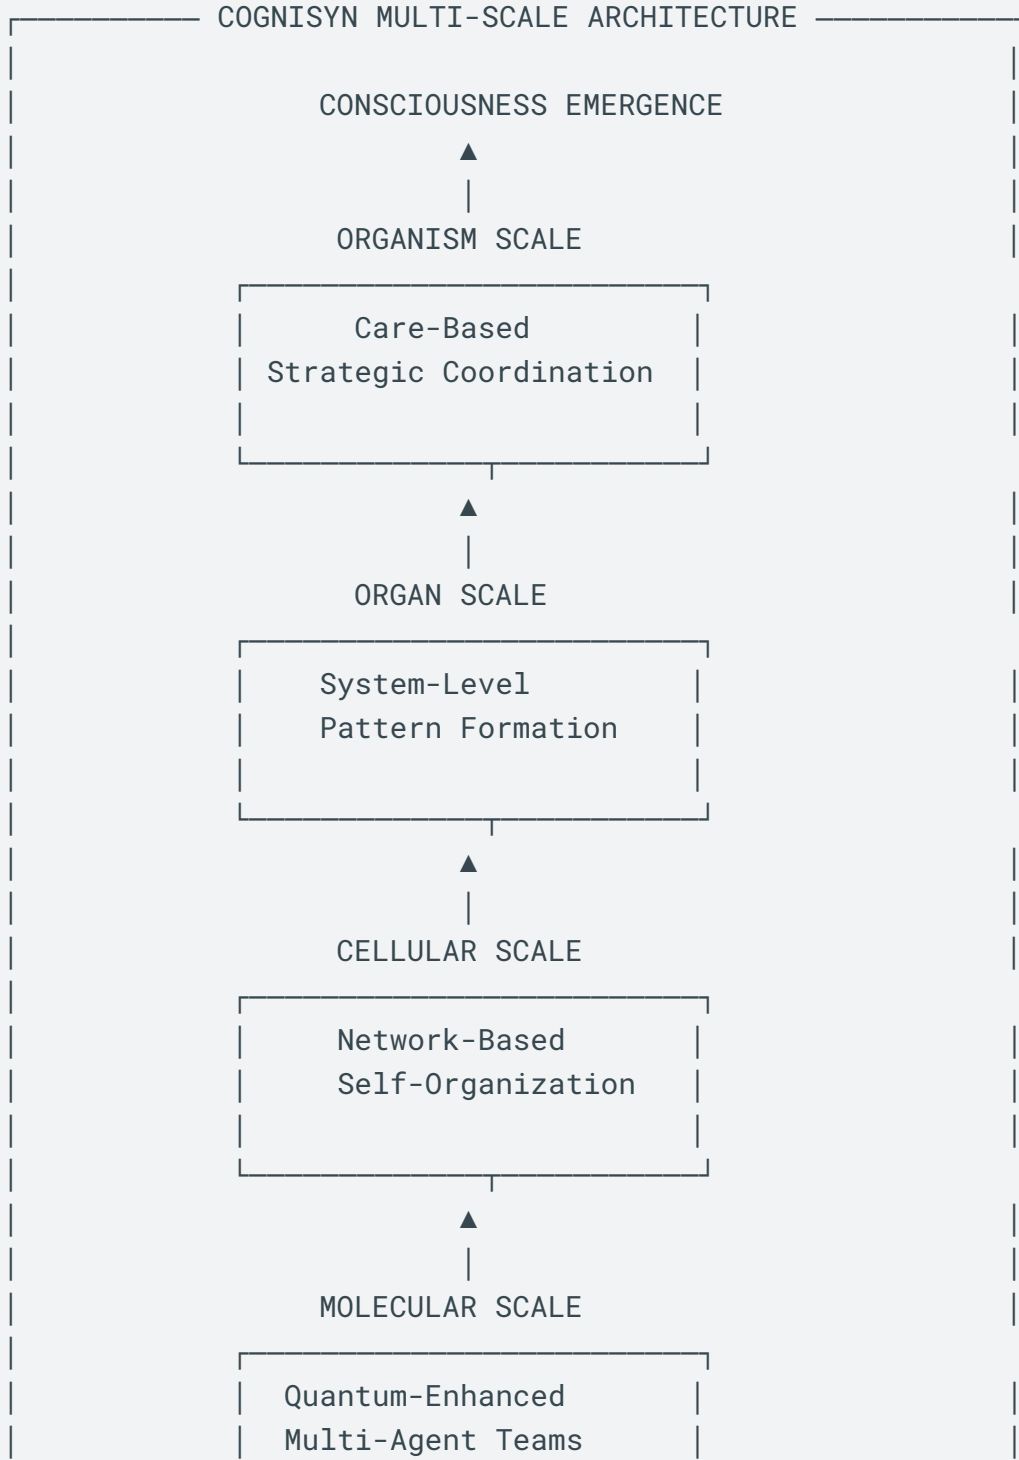 COGNISYN MULTI-SCALE ARCHITECTURE
CONSCIOUSNESS EMERGENCE
ORGANISM SCALE
Care-Based
Strategic Coordination
ORGAN SCALE
System-Level
Pattern Formation
CELLULAR SCALE
Network-Based
Self-Organization
MOLECULAR SCALE
Quantum-Enhanced
Multi-Agent Teams